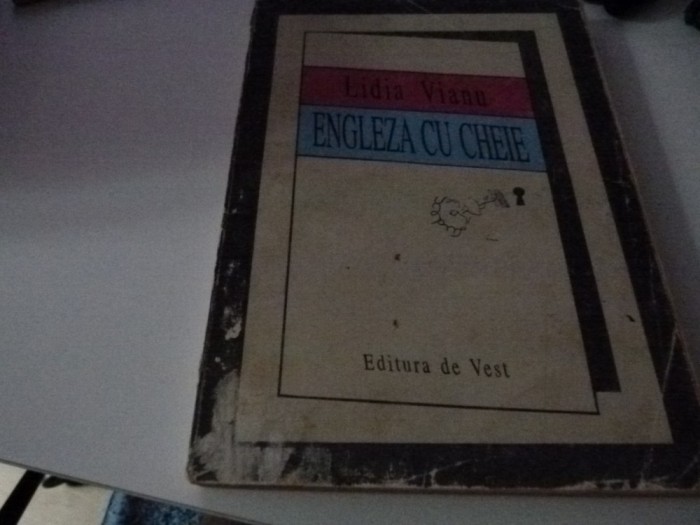 Lidia Vianu
ENGLEZA CU CHEIE
Editura de Vest